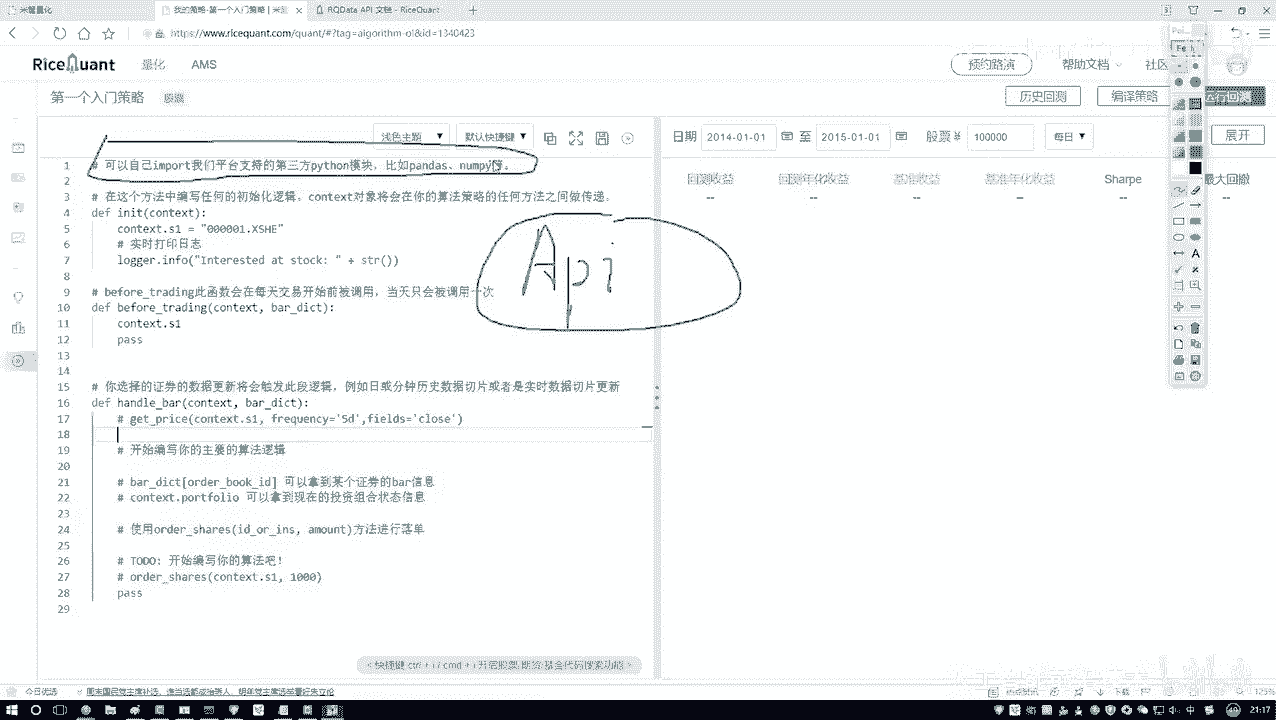 米筐量化
我的策略-第一个入门策略 | 米筐
RQData API 文档 - RiceQuant
https://www.ricequant.com/quant/#?tag=algorithm-ol&id=1340423
RiceQuant
量化
AMS
预约路演
帮助文档
社区
第一个入门策略
历史回测
编译策略
运行回测
浅色主题
默认快捷键
日期
2014-01-01
至
2015-01-01
股票 ¥
100000
每日
展开
回测收益
回测年化收益
基准收益
基准年化收益
Sharpe
最大回撤
-- -- -- -- -- --
1 # 可以自己import我们平台支持的第三方python模块，比如pandas、numpy等。
2
3 # 在这个方法中编写任何的初始化逻辑。context对象将会在你的算法策略的任何方法之间做传递。
4 def init(context):
5 context.s1 = "000001.XSHE"
6 # 实时打印日志
7 logger.info("Interested at stock: " + str())
8
9 # before_trading此函数会在每天交易开始前被调用，当天只会被调用一次
10 def before_trading(context, bar_dict):
11 context.s1
12 pass
13
14
15 # 你选择的证券的数据更新将会触发此段逻辑，例如日或分钟历史数据切片或者是实时数据切片更新
16 def handle_bar(context, bar_dict):
17 # get_price(context.s1, frequency='5d',fields='close')
18
19 # 开始编写你的主要的算法逻辑
20
21 # bar_dict[order_book_id] 可以拿到某个证券的bar信息
22 # context.portfolio 可以拿到现在的投资组合状态信息
23
24 # 使用order_shares(id_or_ins, amount)方法进行落单
25
26 # TODO: 开始编写你的算法吧！
27 # order_shares(context.s1, 1000)
28 pass
29
Api
今日优选
21:17